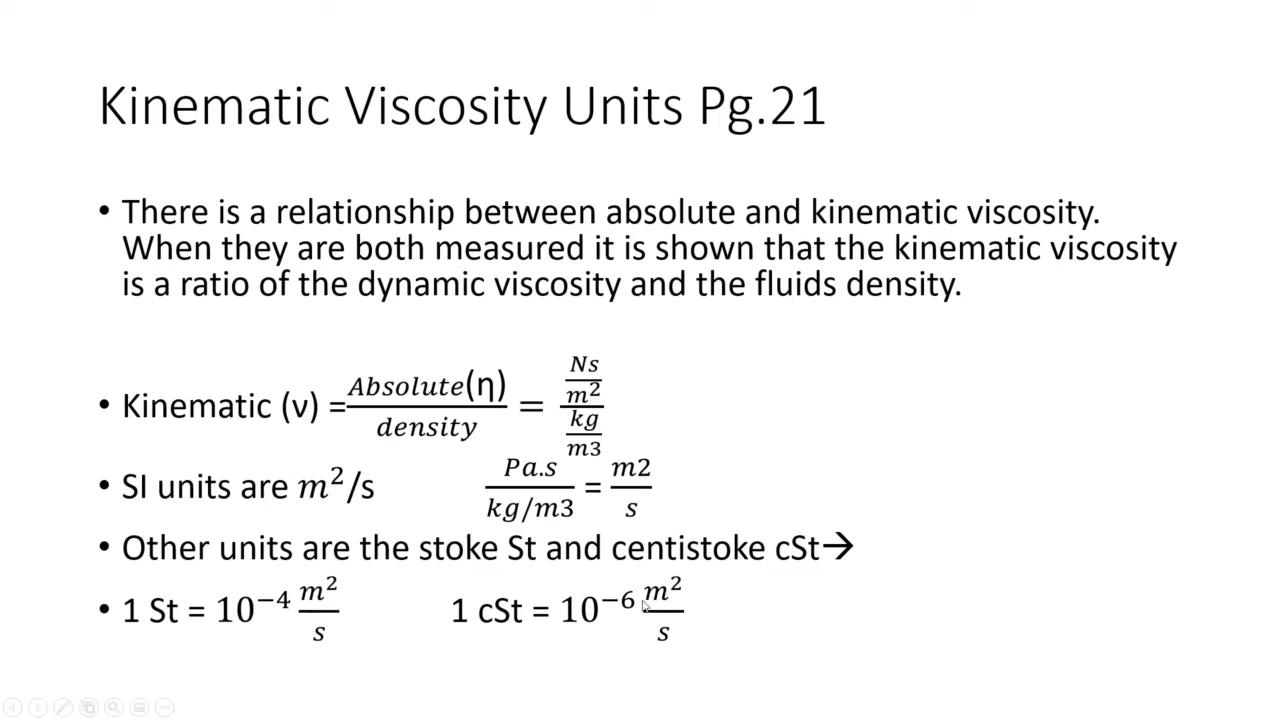 Kinematic Viscosity Units Pg.21
• There is a relationship between absolute and kinematic viscosity.
When they are both measured it is shown that the kinematic viscosity
is a ratio of the dynamic viscosity and the fluids density.
• Kinematic (ν) = Absolute(η)/density = (Ns/m²)/(kg/m3)
• SI units are m²/s Pa.s/kg/m3 = m2/s
• Other units are the stoke St and centistoke cSt→
• 1 St = 10⁻⁴ m²/s 1 cSt = 10⁻⁶ m²/s